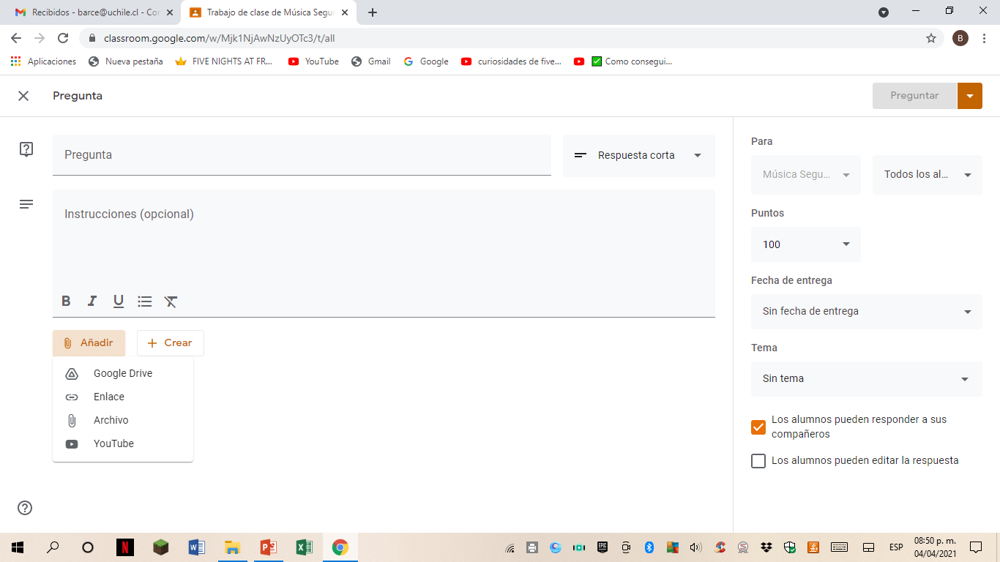 Recibidos - barce@uchile.cl - Cor
Trabajo de clase de Música Segu
classroom.google.com/w/Mjk1NjAwNzUyOTc3/t/all
B
Aplicaciones
Nueva pestaña
FIVE NIGHTS AT FR...
YouTube
Gmail
Google
curiosidades de five...
Como consegui...
Pregunta
Preguntar
Pregunta
Respuesta corta
Instrucciones (opcional)
B I U
Añadir
Crear
Google Drive
Enlace
Archivo
YouTube
Para
Música Segu...
Todos los al...
Puntos
100
Fecha de entrega
Sin fecha de entrega
Tema
Sin tema
Los alumnos pueden responder a sus
compañeros
Los alumnos pueden editar la respuesta
ESP
08:50 p. m.
04/04/2021